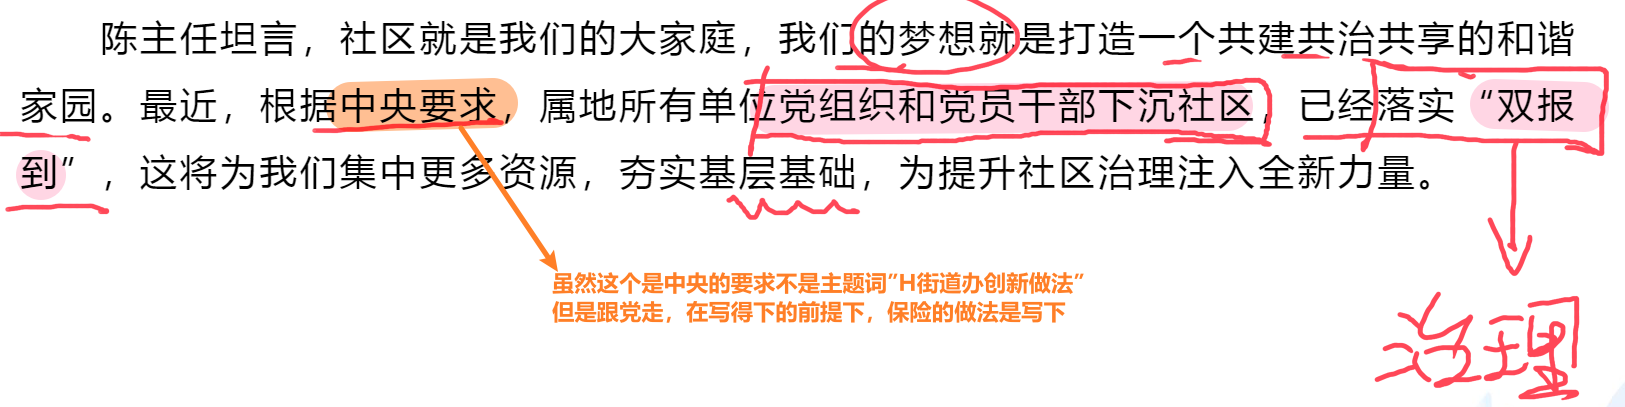 陈主任坦言，社区就是我们的大家庭，我们的梦想就是打造一个共建共治共享的和谐
家园。最近，根据中央要求，属地所有单位党组织和党员干部下沉社区，已经落实“双报
到”，这将为我们集中更多资源，夯实基层基础，为提升社区治理注入全新力量。
虽然这个是中央的要求不是主题词”H街道办创新做法”
但是跟党走，在写得下的前提下，保险的做法是写下
治理